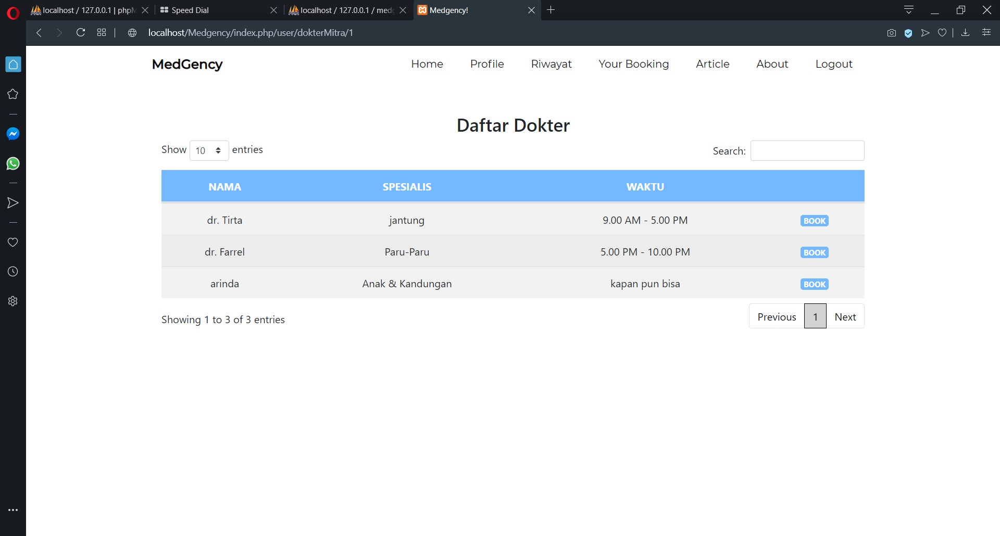 localhost / 127.0.0.1 | php
Speed Dial
localhost / 127.0.0.1 / med
Medgency!
localhost/Medgency/index.php/user/dokterMitra/1
MedGency
Home Profile Riwayat Your Booking Article About Logout
Daftar Dokter
Show 10 entries Search:
NAMA SPESIALIS WAKTU
dr. Tirta jantung 9.00 AM - 5.00 PM BOOK
dr. Farrel Paru-Paru 5.00 PM - 10.00 PM BOOK
arinda Anak & Kandungan kapan pun bisa BOOK
Showing 1 to 3 of 3 entries Previous 1 Next